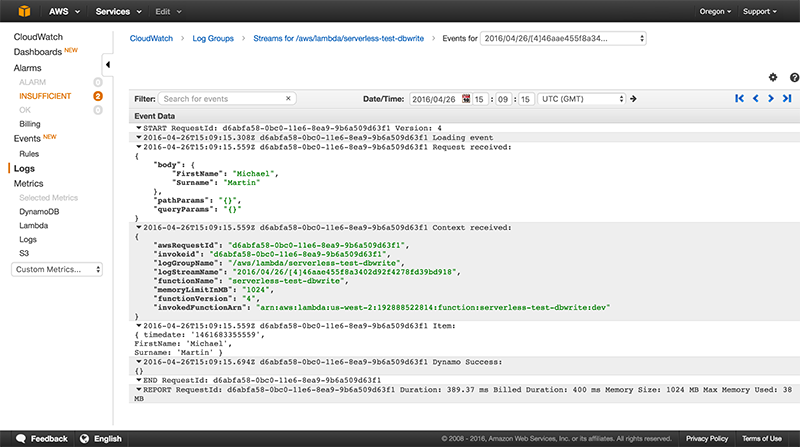 AWS Services Edit Oregon Support
CloudWatch
Dashboards NEW
Alarms
ALARM 0
INSUFFICIENT 2
OK 0
Billing
Events NEW
Rules
Logs
Metrics
Selected Metrics
DynamoDB
Lambda
Logs
S3
Custom Metrics...
CloudWatch Log Groups Streams for /aws/lambda/serverless-test-dbwrite Events for 2016/04/26/[4]46aae455f8a34...
Filter: Search for events Date/Time: 2016/04/26 15 : 09 : 15 UTC (GMT)
Event Data
START RequestId: d6abfa58-0bc0-11e6-8ea9-9b6a509d63f1 Version: 4
2016-04-26T15:09:15.308Z d6abfa58-0bc0-11e6-8ea9-9b6a509d63f1 Loading event
2016-04-26T15:09:15.559Z d6abfa58-0bc0-11e6-8ea9-9b6a509d63f1 Request received:
{
"body": {
"FirstName": "Michael",
"Surname": "Martin"
},
"pathParams": "{}",
"queryParams": "{}"
}
2016-04-26T15:09:15.559Z d6abfa58-0bc0-11e6-8ea9-9b6a509d63f1 Context received:
{
"awsRequestId": "d6abfa58-0bc0-11e6-8ea9-9b6a509d63f1",
"invokeid": "d6abfa58-0bc0-11e6-8ea9-9b6a509d63f1",
"logGroupName": "/aws/lambda/serverless-test-dbwrite",
"logStreamName": "2016/04/26/[4]46aae455f8a3402d92f4278fd39bd918",
"functionName": "serverless-test-dbwrite",
"memoryLimitInMB": "1024",
"functionVersion": "4",
"invokedFunctionArn": "arn:aws:lambda:us-west-2:192888522814:function:serverless-test-dbwrite:dev"
}
2016-04-26T15:09:15.559Z d6abfa58-0bc0-11e6-8ea9-9b6a509d63f1 Item:
{ timedate: '1461683355559',
FirstName: 'Michael',
Surname: 'Martin' }
2016-04-26T15:09:15.694Z d6abfa58-0bc0-11e6-8ea9-9b6a509d63f1 Dynamo Success:
{}
END RequestId: d6abfa58-0bc0-11e6-8ea9-9b6a509d63f1
REPORT RequestId: d6abfa58-0bc0-11e6-8ea9-9b6a509d63f1 Duration: 389.37 ms Billed Duration: 400 ms Memory Size: 1024 MB Max Memory Used: 38
MB
Feedback English © 2008 - 2016, Amazon Web Services, Inc. or its affiliates. All rights reserved. Privacy Policy Terms of Use